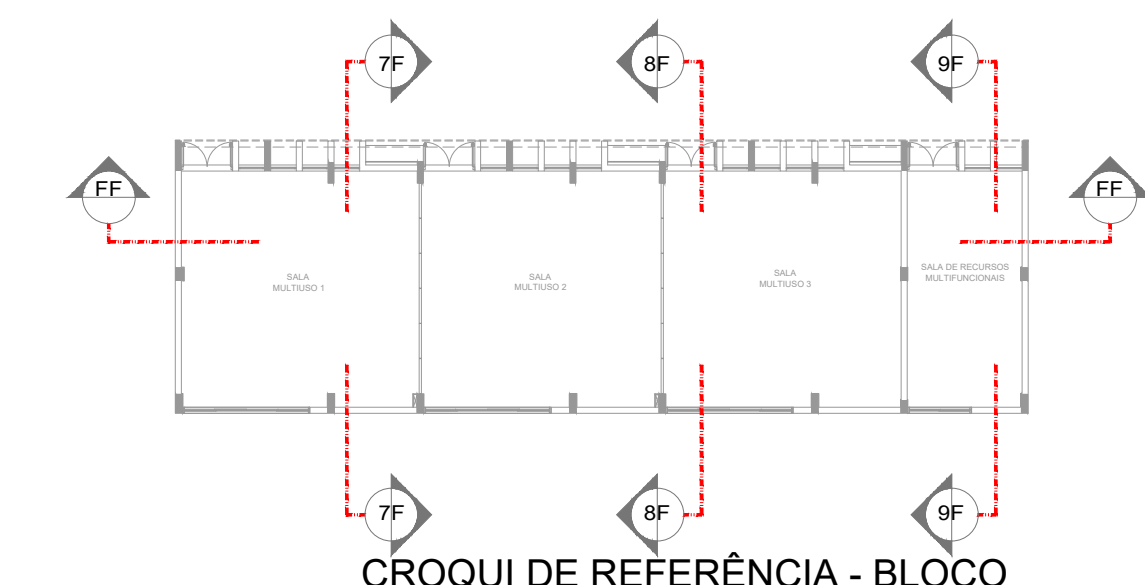 7F
8F
9F
FF
FF
SALA
MULTIUSO 1
SALA
MULTIUSO 2
SALA
MULTIUSO 3
SALA DE RECURSOS
MULTIFUNCIONAIS
7F
8F
9F
CROQUI DE REFERÊNCIA - BLOCO